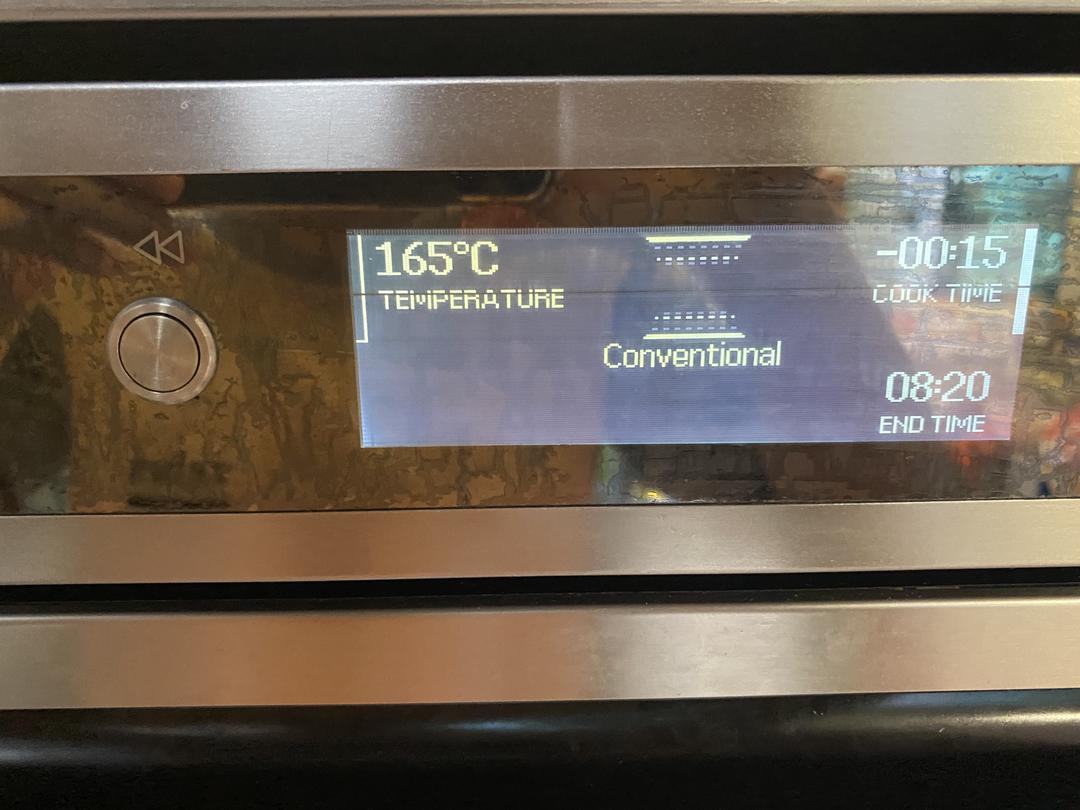 165°C
TEMPERATURE
Conventional
-00:15
COOK TIME
08:20
END TIME